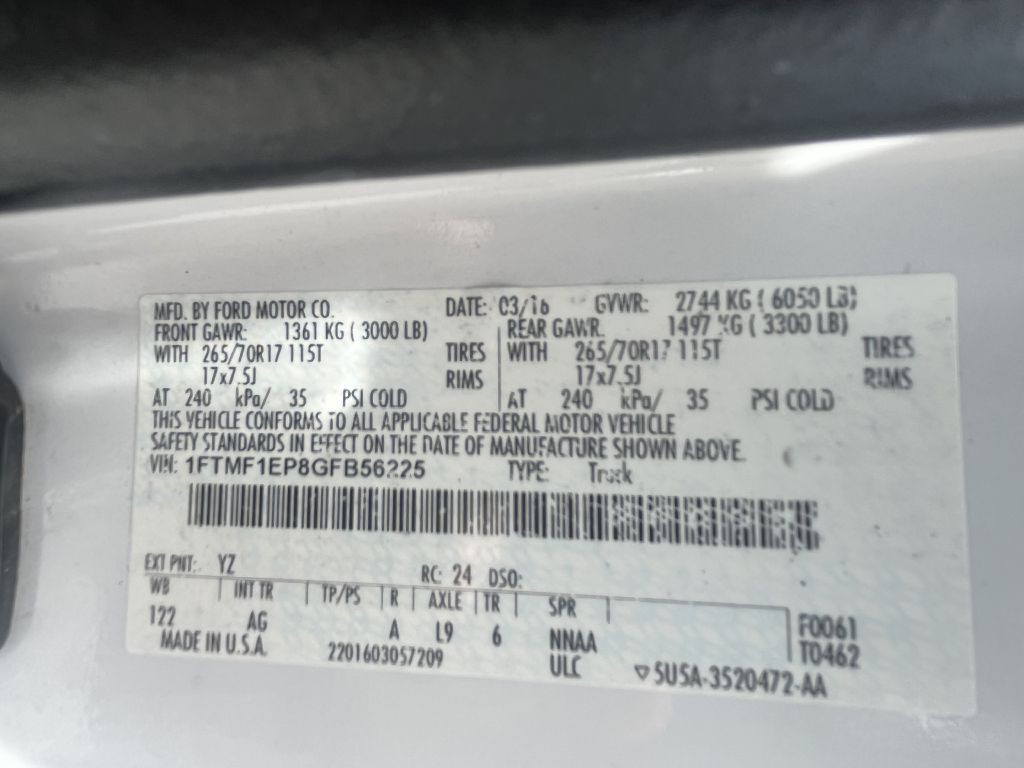 MFD. BY FORD MOTOR CO. DATE: 03/16 GVWR: 2744 KG ( 6050 LB)
FRONT GAWR: 1361 KG ( 3000 LB) REAR GAWR: 1497 KG ( 3300 LB)
WITH 265/70R17 115T TIRES WITH 265/70R17 115T TIRES
17x7.5J RIMS 17x7.5J RIMS
AT 240 kPa/ 35 PSI COLD AT 240 kPa/ 35 PSI COLD
THIS VEHICLE CONFORMS TO ALL APPLICABLE FEDERAL MOTOR VEHICLE
SAFETY STANDARDS IN EFFECT ON THE DATE OF MANUFACTURE SHOWN ABOVE.
VIN: 1FTMF1EP8GFB56225 TYPE: Truck
EXT PNT: YZ RC: 24 DSO:
WB INT TR TP/PS R AXLE TR SPR
122 AG A L9 6 NNAA F0061
MADE IN U.S.A. 2201603057209 ULC T0462
▽5U5A-3520472-AA